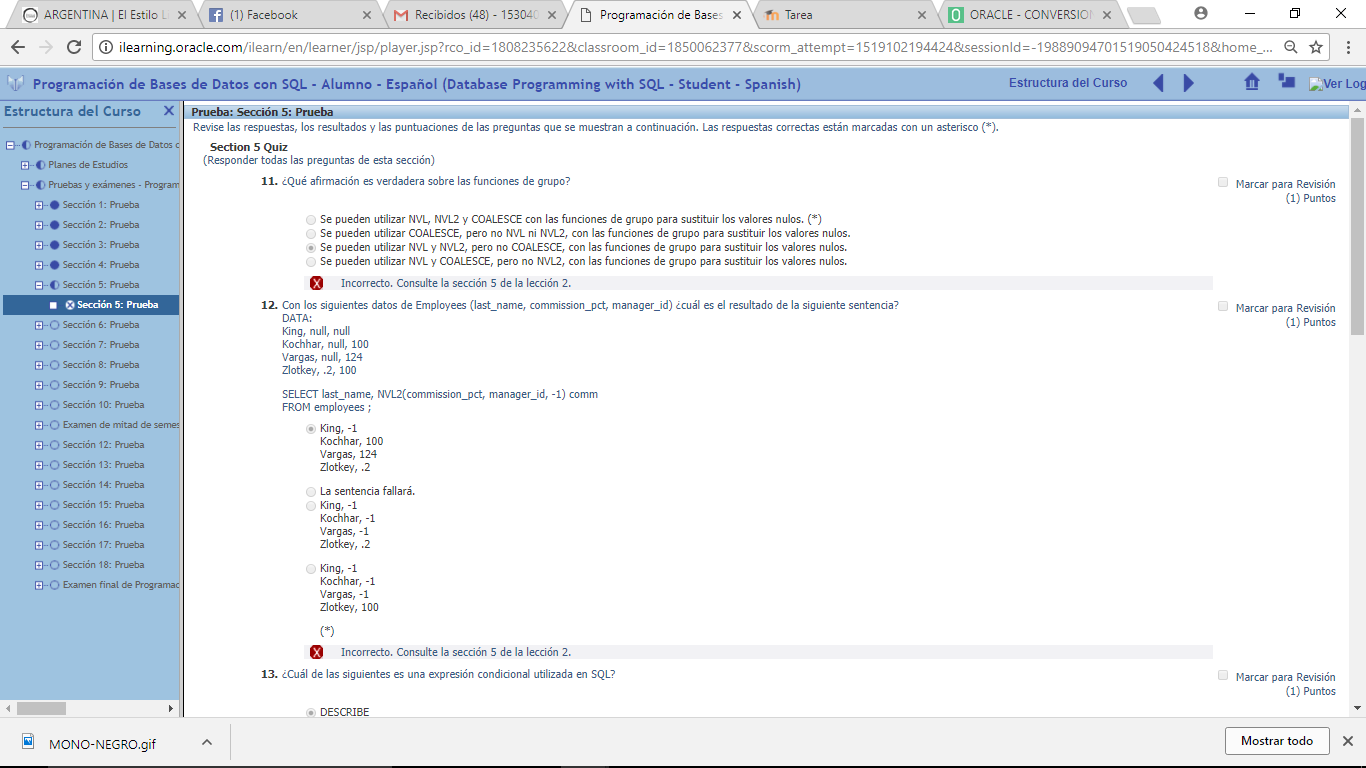 ARGENTINA | El Estilo L
(1) Facebook
Recibidos (48) - 15304
Programación de Bases
Tarea
ORACLE - CONVERSION
ilearning.oracle.com/ilearn/en/learner/jsp/player.jsp?rco_id=1808235622&classroom_id=1850062377&scorm_attempt=1519102194424&sessionId=-1988909470151905042451​8&home_...
Programación de Bases de Datos con SQL - Alumno - Español (Database Programming with SQL - Student - Spanish)
Estructura del Curso
Ver Log
Estructura del Curso
Programación de Bases de Datos c
Planes de Estudios
Pruebas y exámenes - Program
Sección 1: Prueba
Sección 2: Prueba
Sección 3: Prueba
Sección 4: Prueba
Sección 5: Prueba
Sección 5: Prueba
Sección 6: Prueba
Sección 7: Prueba
Sección 8: Prueba
Sección 9: Prueba
Sección 10: Prueba
Examen de mitad de semes
Sección 12: Prueba
Sección 13: Prueba
Sección 14: Prueba
Sección 15: Prueba
Sección 16: Prueba
Sección 17: Prueba
Sección 18: Prueba
Examen final de Programac
Prueba: Sección 5: Prueba
Revise las respuestas, los resultados y las puntuaciones de las preguntas que se muestran a continuación. Las respuestas correctas están marcadas con un asterisco (*).
Section 5 Quiz
(Responder todas las preguntas de esta sección)
11. ¿Qué afirmación es verdadera sobre las funciones de grupo?
Marcar para Revisión
(1) Puntos
Se pueden utilizar NVL, NVL2 y COALESCE con las funciones de grupo para sustituir los valores nulos. (*)
Se pueden utilizar COALESCE, pero no NVL ni NVL2, con las funciones de grupo para sustituir los valores nulos.
Se pueden utilizar NVL y NVL2, pero no COALESCE, con las funciones de grupo para sustituir los valores nulos.
Se pueden utilizar NVL y COALESCE, pero no NVL2, con las funciones de grupo para sustituir los valores nulos.
X Incorrecto. Consulte la sección 5 de la lección 2.
12. Con los siguientes datos de Employees (last_name, commission_pct, manager_id) ¿cuál es el resultado de la siguiente sentencia?
Marcar para Revisión
(1) Puntos
DATA:
King, null, null
Kochhar, null, 100
Vargas, null, 124
Zlotkey, .2, 100
SELECT last_name, NVL2(commission_pct, manager_id, -1) comm
FROM employees ;
King, -1
Kochhar, 100
Vargas, 124
Zlotkey, .2
La sentencia fallará.
King, -1
Kochhar, -1
Vargas, -1
Zlotkey, .2
King, -1
Kochhar, -1
Vargas, -1
Zlotkey, 100
(*)
X Incorrecto. Consulte la sección 5 de la lección 2.
13. ¿Cuál de las siguientes es una expresión condicional utilizada en SQL?
Marcar para Revisión
(1) Puntos
DESCRIBE
MONO-NEGRO.gif
Mostrar todo